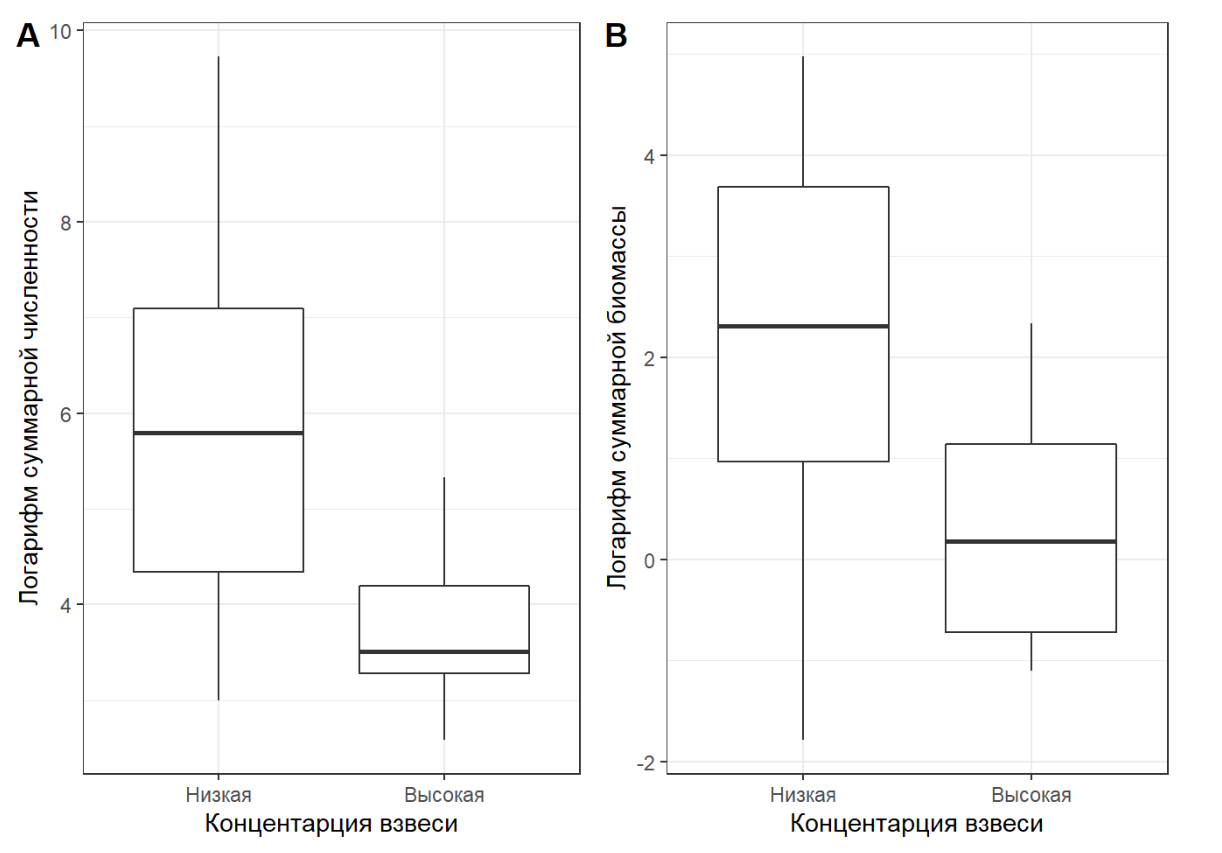 A
Логарифм суммарной численности
10
8
6
4
Низкая
Высокая
Концентарция взвеси
B
Логарифм суммарной биомассы
4
2
0
-2
Низкая
Высокая
Концентарция взвеси